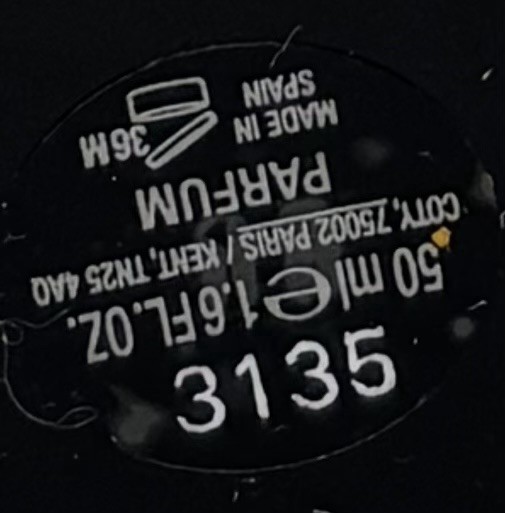 50 ml ℮ 1.6FL.OZ.
COTY, 75002 PARIS / KENT, TN25 4AQ
PARFUM
MADE IN
SPAIN
36M
3135